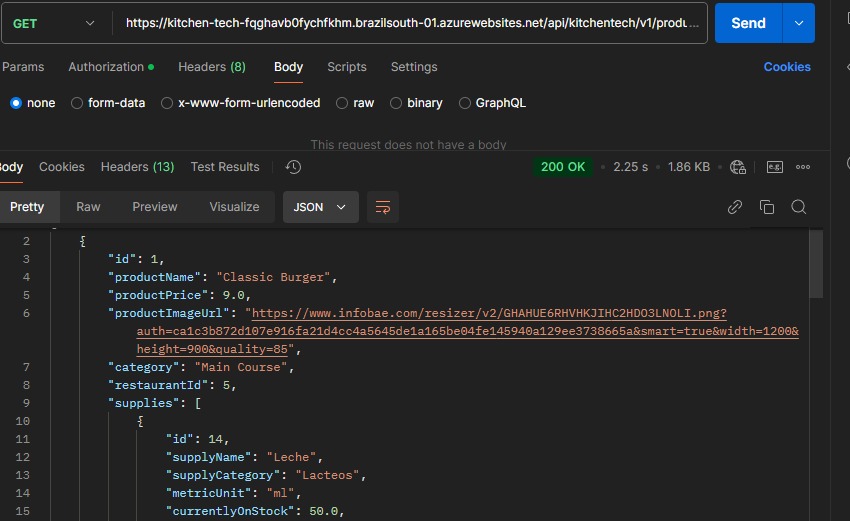 GET https://kitchen-tech-fqghavb0fychfkhm.brazilsouth-01.azurewebsites.net/api/kitchentech/v1/produ... Send
Params Authorization Headers (8) Body Scripts Settings Cookies
none form-data x-www-form-urlencoded raw binary GraphQL
This request does not have a body
Body Cookies Headers (13) Test Results 200 OK 2.25 s 1.86 KB e.g.
Pretty Raw Preview Visualize JSON
2 {
3 "id": 1,
4 "productName": "Classic Burger",
5 "productPrice": 9.0,
6 "productImageUrl": "https://www.infobae.com/resizer/v2/GHAHUE6RHVHKJIHC2HDO3LNOLI.png?
auth=ca1c3b872d107e916fa21d4cc4a5645de1a165be04fe145940a129ee3738665a&smart=true&width=1200&
height=900&quality=85",
7 "category": "Main Course",
8 "restaurantId": 5,
9 "supplies": [
10 {
11 "id": 14,
12 "supplyName": "Leche",
13 "supplyCategory": "Lacteos",
14 "metricUnit": "ml",
15 "currentlyOnStock": 50.0,